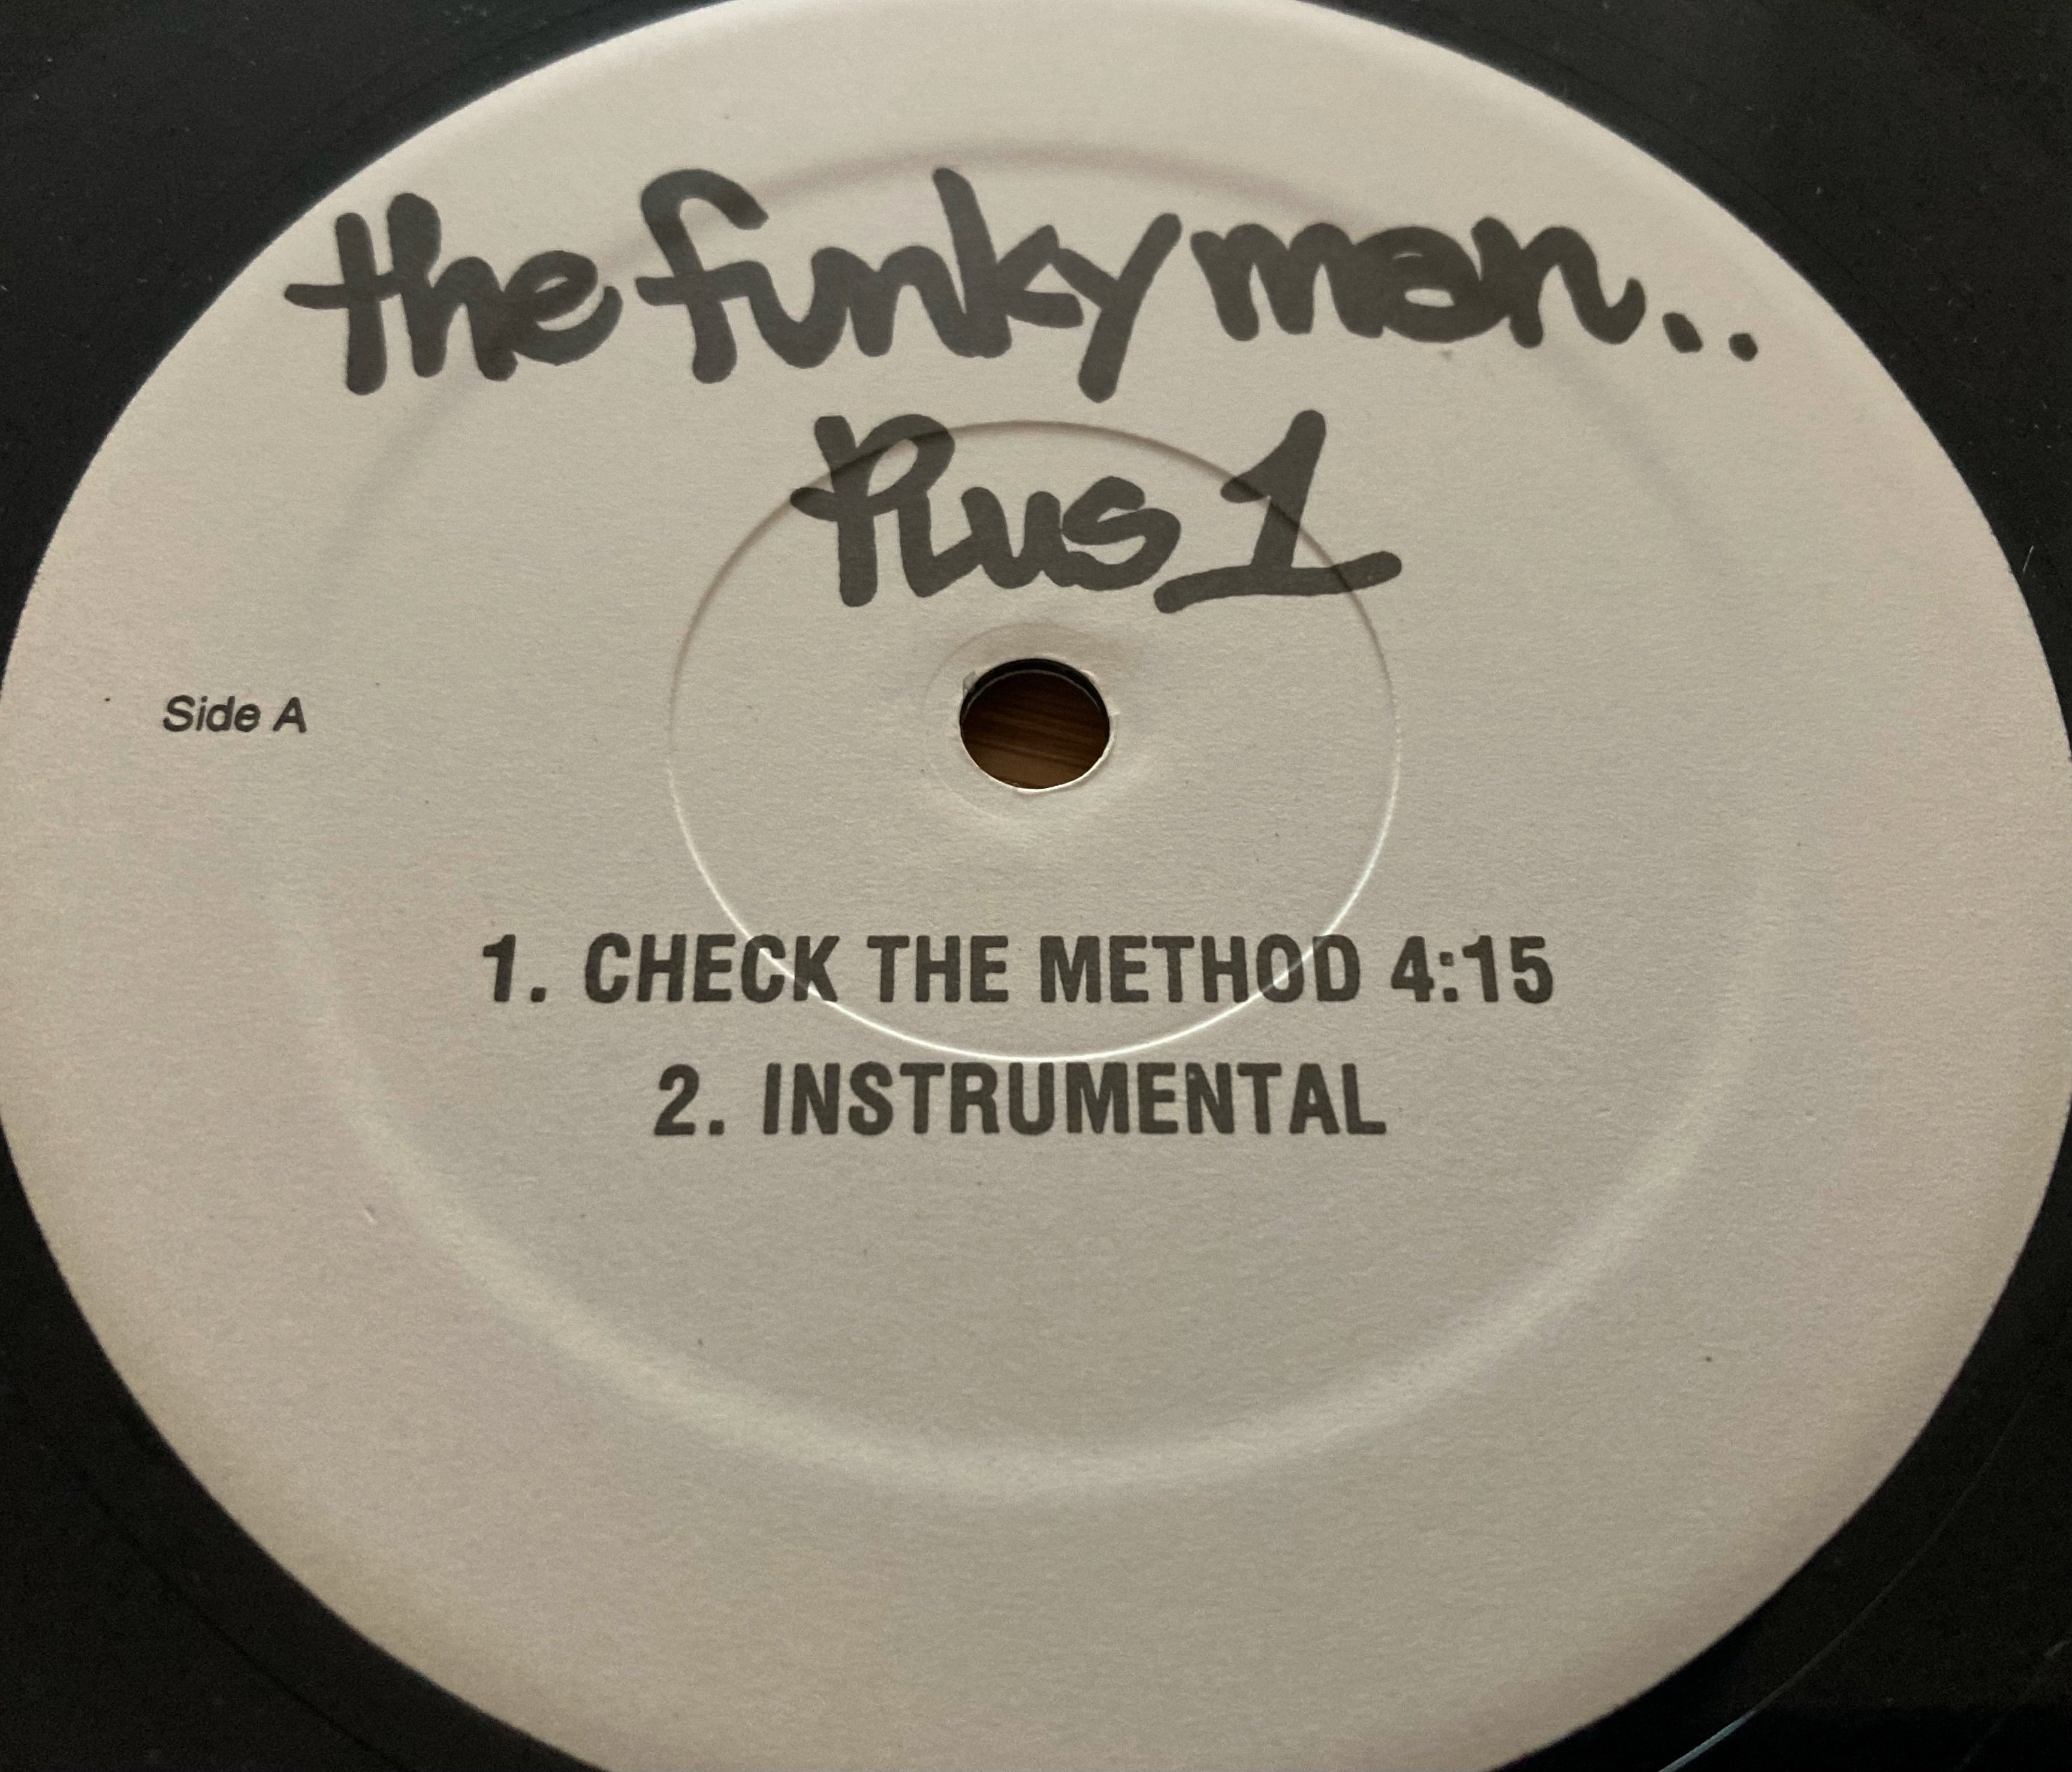 the funky man..
Plus 1
Side A
1. CHECK THE METHOD 4:15
2. INSTRUMENTAL